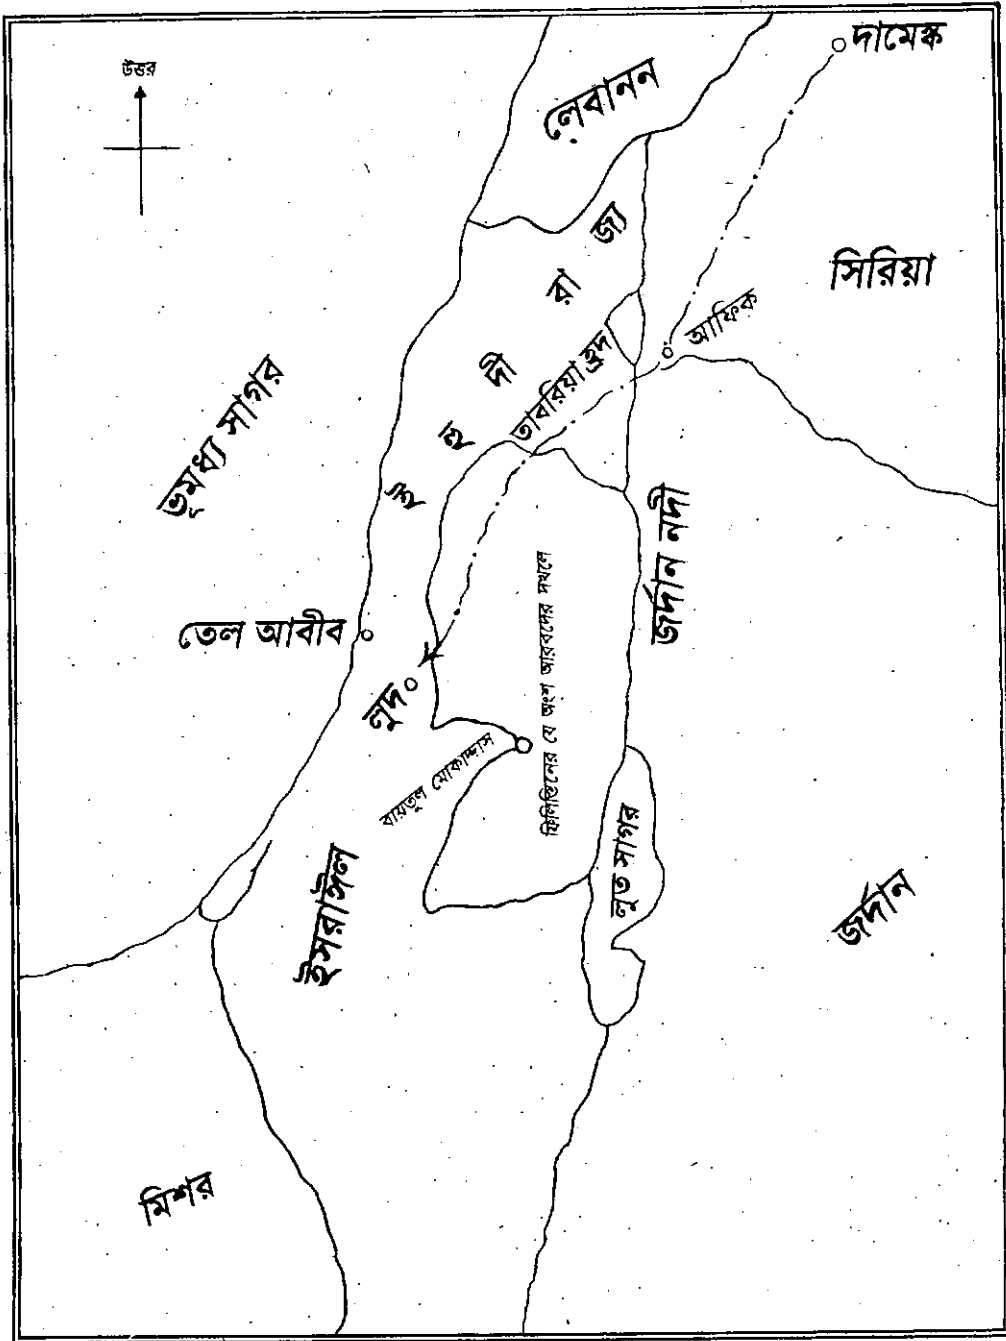 উত্তর
দামেস্ক
লেবানন
সিরিয়া
ইহুদী রাজ্য
আফিক
তাবরিয়া হ্রদ
ভূমধ্য সাগর
জর্দান নদী
তেল আবীব
লুদ
বায়তুল মোকাদ্দাস
ফিলিস্তিনের যে অংশ আরবদের দখলে
লুত সাগর
ইসরাঈল
জর্দান
মিশর